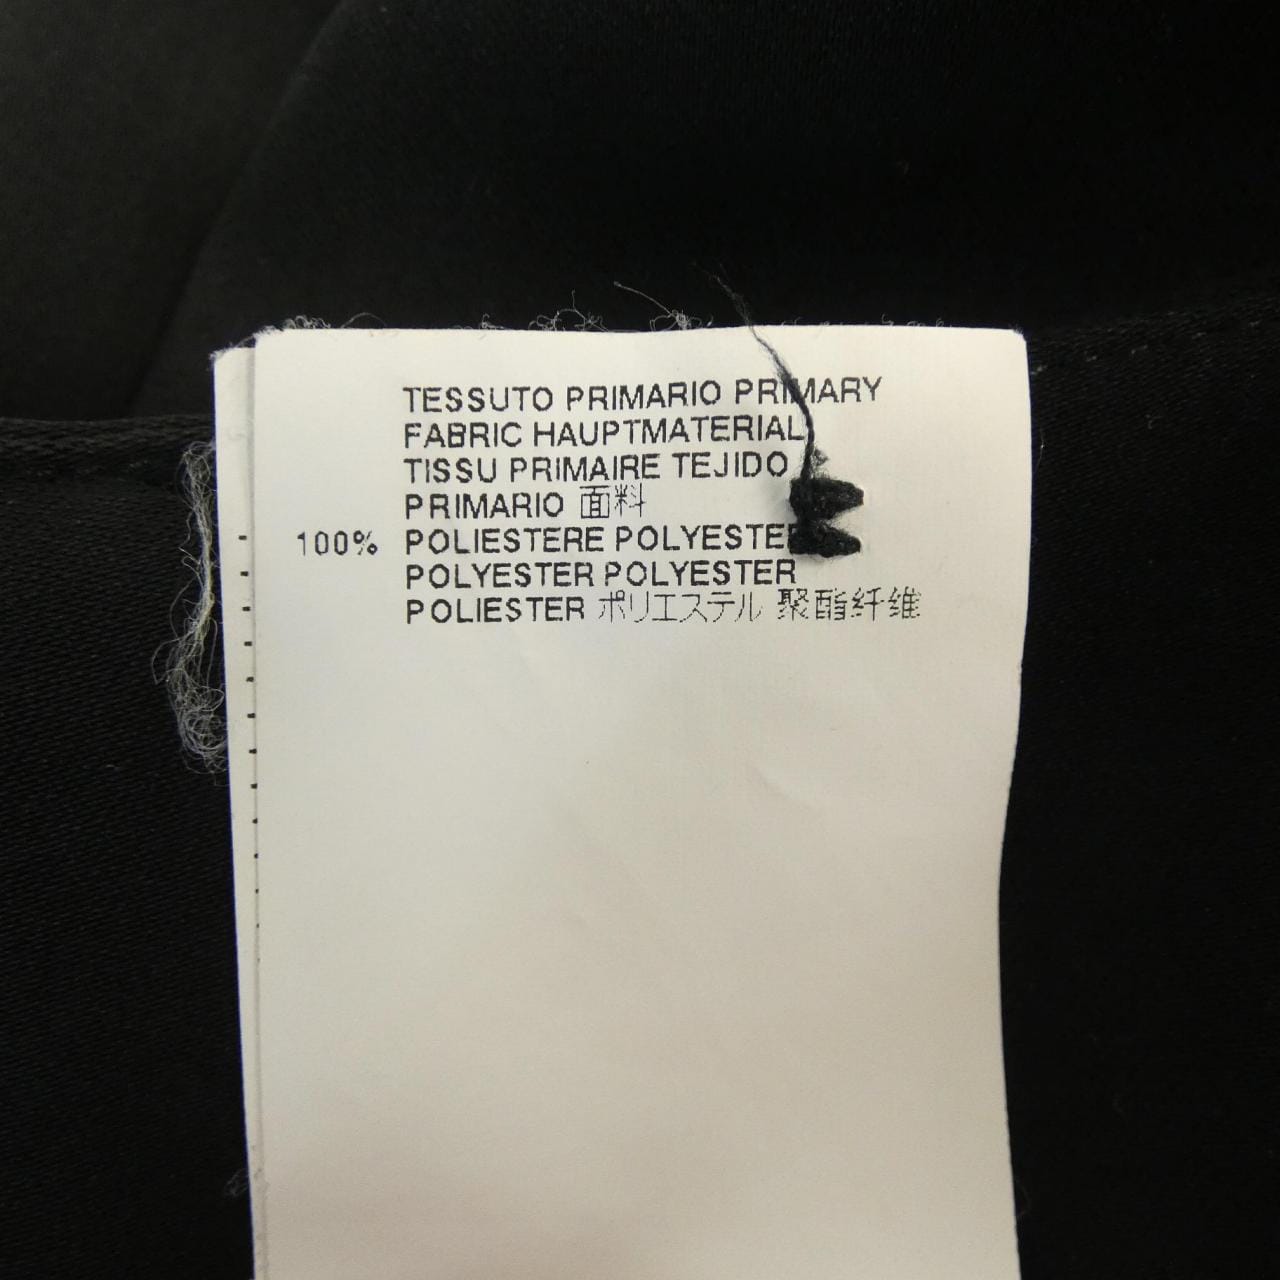 TESSUTO PRIMARIO PRIMARY
FABRIC HAUPTMATERIAL
TISSU PRIMAIRE TEJIDO
PRIMARIO 面料
100% POLIESTERE POLYESTER
POLYESTER POLYESTER
POLIESTER ポリエステル 聚酯纤维